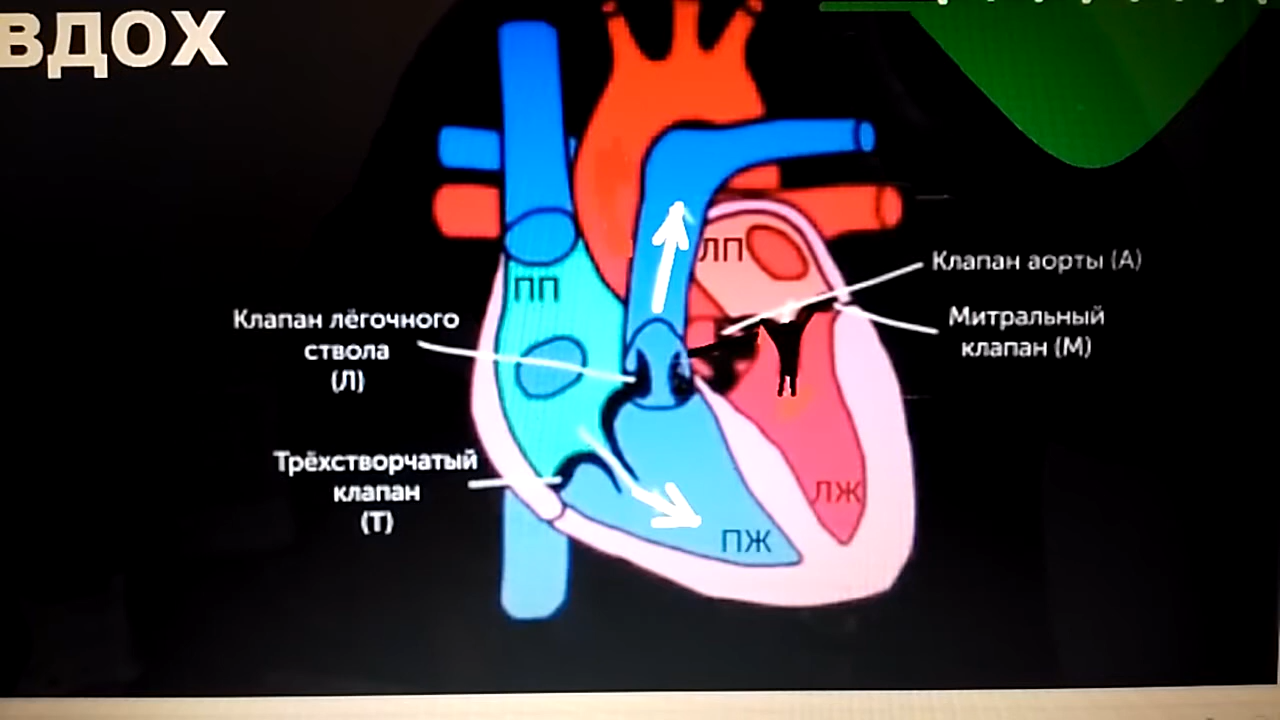 ВДОХ
ЛП
ПП
Клапан аорты (А)
Клапан лёгочного
ствола
(Л)
Митральный
клапан (М)
Трёхстворчатый
клапан
(Т)
ЛЖ
ПЖ